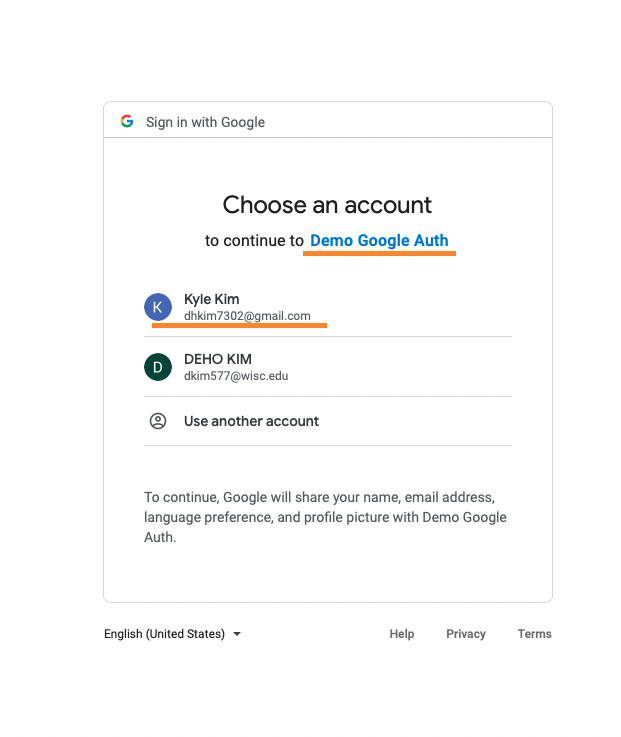 Sign in with Google
Choose an account
to continue to Demo Google Auth
K
Kyle Kim
dhkim7302@gmail.com
D
DEHO KIM
dkim577@wisc.edu
Use another account
To continue, Google will share your name, email address,
language preference, and profile picture with Demo Google
Auth.
English (United States)
Help Privacy Terms